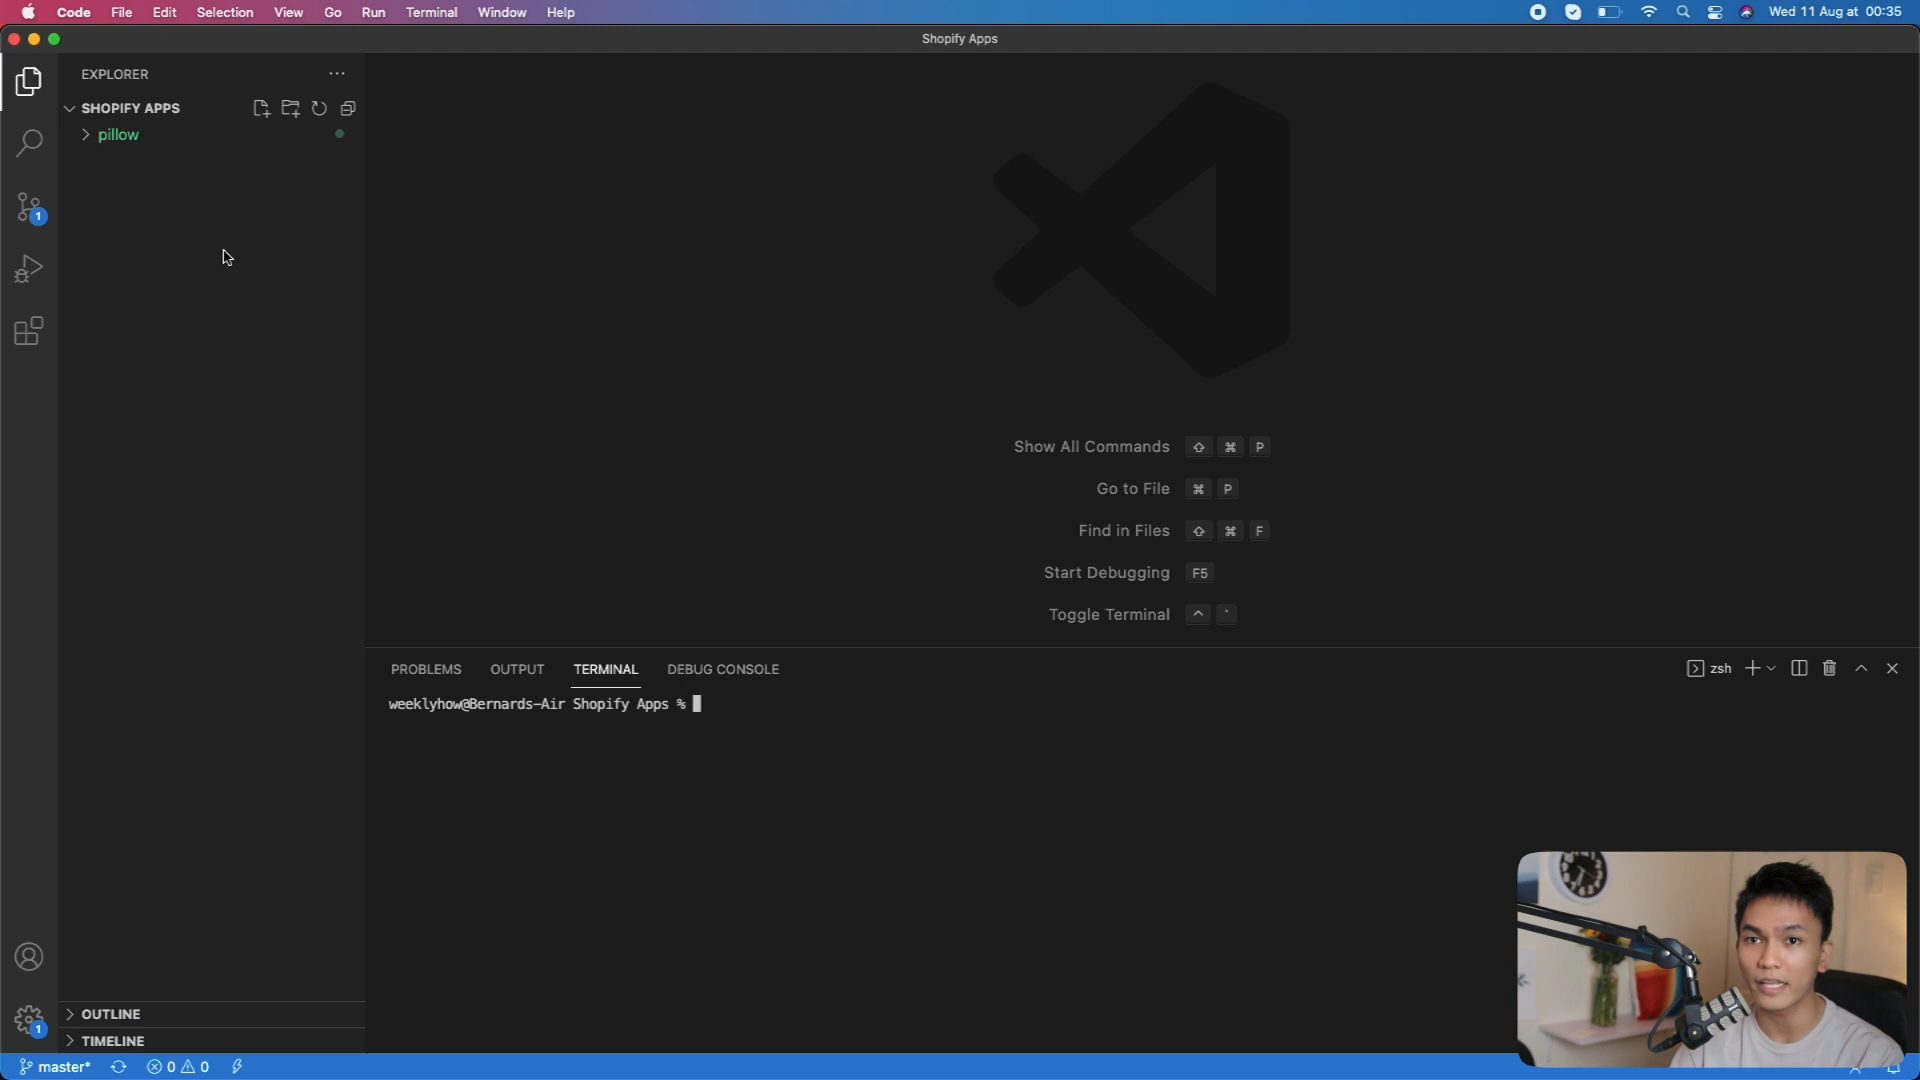 Code File Edit Selection View Go Run Terminal Window Help Wed 11 Aug at 00:35
Shopify Apps
EXPLORER
SHOPIFY APPS
pillow
1
Show All Commands ⇧ ⌘ P
Go to File ⌘ P
Find in Files ⇧ ⌘ F
Start Debugging F5
Toggle Terminal ^ `
PROBLEMS OUTPUT TERMINAL DEBUG CONSOLE zsh
weeklyhow@Bernards-Air Shopify Apps %
1
OUTLINE
TIMELINE
master* 0 0